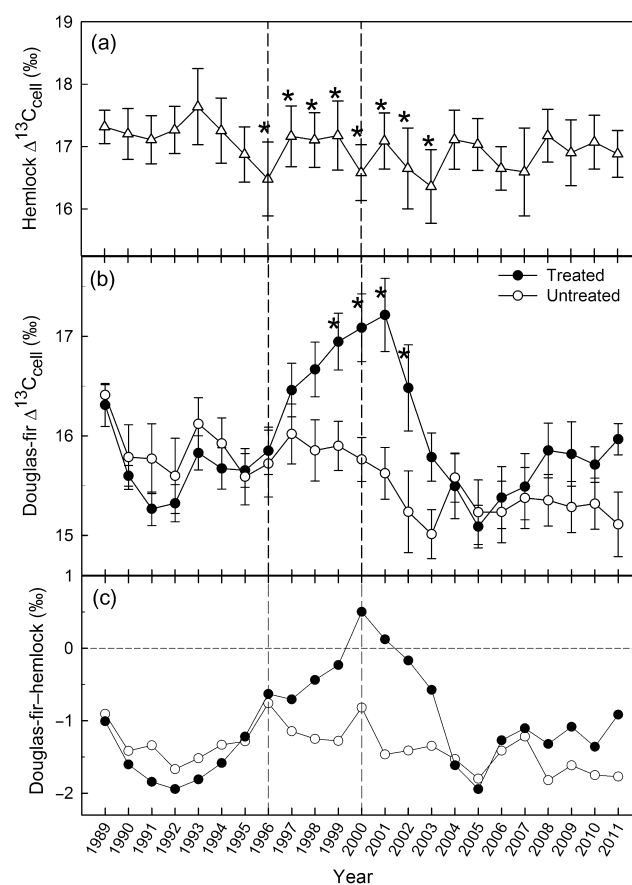 19
(a)
18
17
16
Hemlock Δ13Ccell (‰)
* * * * * * * *
(b)
Treated
Untreated
17
16
15
Douglas-fir Δ13Ccell (‰)
* * * *
1
(c)
0
−1
−2
Douglas-fir–hemlock (‰)
1989 1990 1991 1992 1993 1994 1995 1996 1997 1998 1999 2000 2001 2002 2003 2004 2005 2006 2007 2008 2009 2010 2011
Year